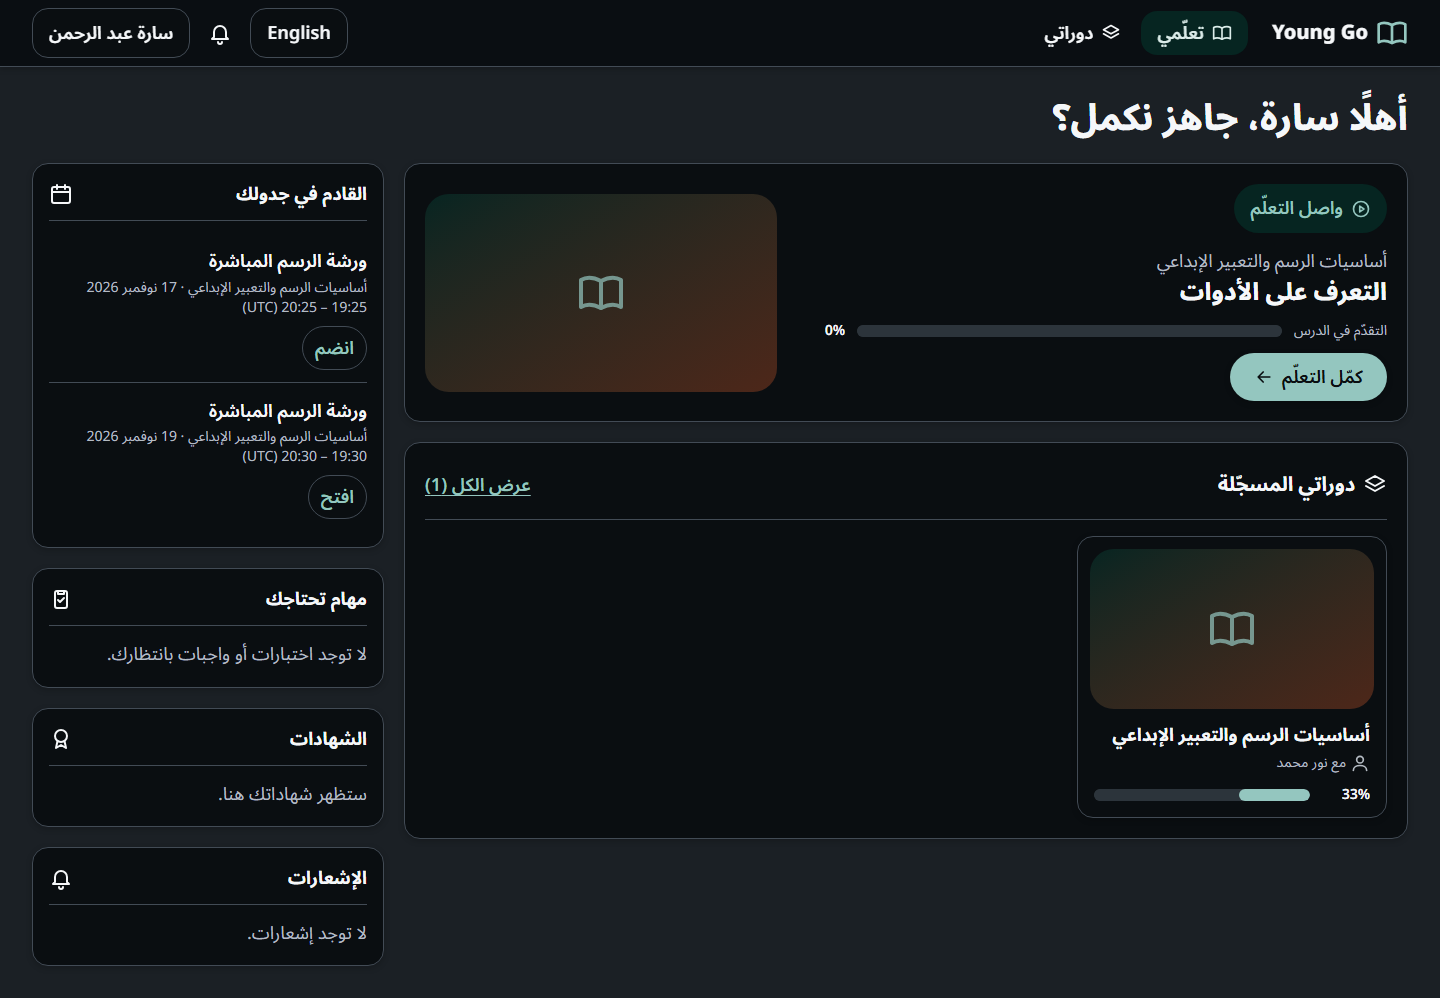 Young Go
تعلّمي
دوراتي
English
سارة عبد الرحمن
أهلًا سارة، جاهز نكمل؟
واصل التعلّم
أساسيات الرسم والتعبير الإبداعي
التعرف على الأدوات
التقدّم في الدرس
0%
كمّل التعلّم ←
دوراتي المسجّلة
عرض الكل (1)
أساسيات الرسم والتعبير الإبداعي
مع نور محمد
33%
القادم في جدولك
ورشة الرسم المباشرة
أساسيات الرسم والتعبير الإبداعي · 17 نوفمبر 2026
19:25 – 20:25 (UTC)
انضم
ورشة الرسم المباشرة
أساسيات الرسم والتعبير الإبداعي · 19 نوفمبر 2026
19:30 – 20:30 (UTC)
افتح
مهام تحتاجك
لا توجد اختبارات أو واجبات بانتظارك.
الشهادات
ستظهر شهاداتك هنا.
الإشعارات
لا توجد إشعارات.